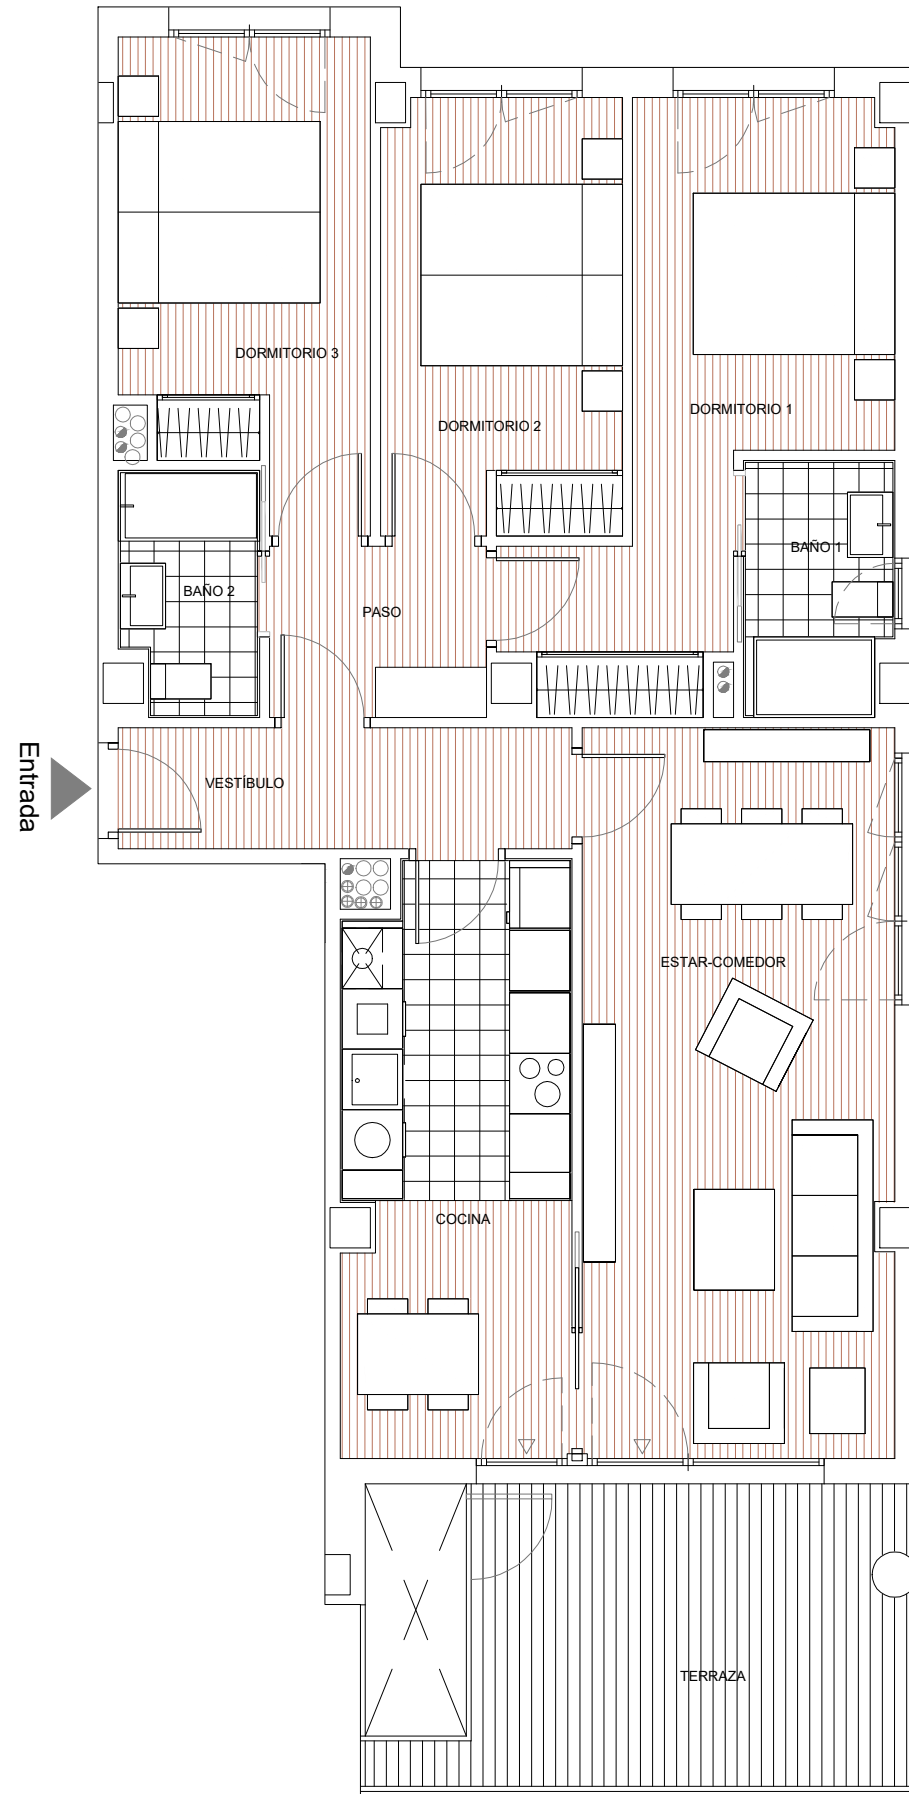 DORMITORIO 3
DORMITORIO 2
DORMITORIO 1
BAÑO 1
BAÑO 2
PASO
Entrada
VESTÍBULO
ESTAR-COMEDOR
COCINA
TERRAZA